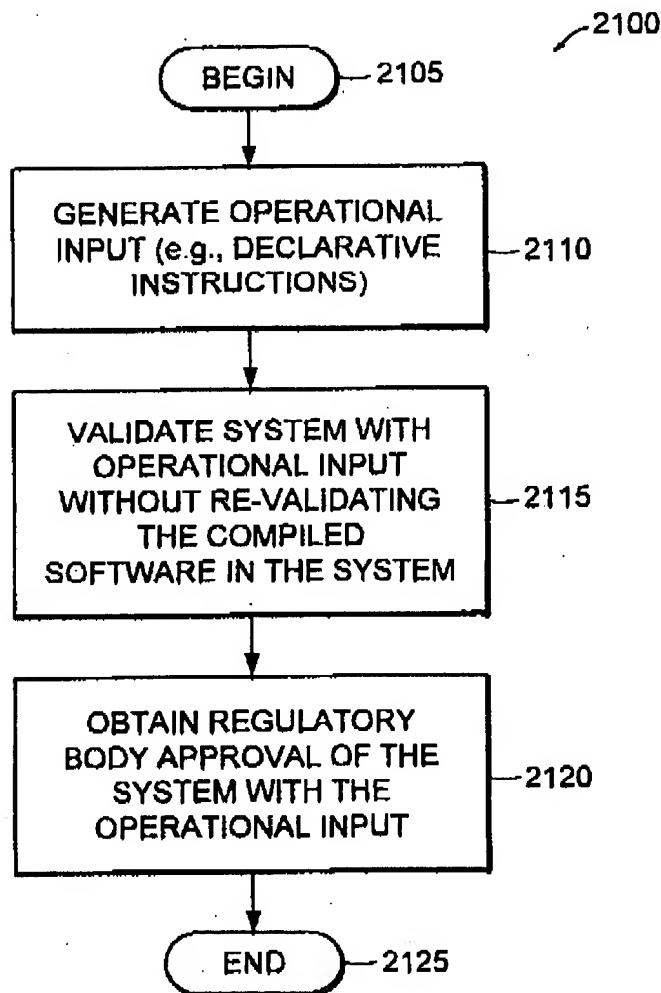 2100
BEGIN
2105
GENERATE OPERATIONAL
INPUT (e.g., DECLARATIVE
INSTRUCTIONS)
2110
VALIDATE SYSTEM WITH
OPERATIONAL INPUT
WITHOUT RE-VALIDATING
THE COMPILED
SOFTWARE IN THE SYSTEM
2115
OBTAIN REGULATORY
BODY APPROVAL OF THE
SYSTEM WITH THE
OPERATIONAL INPUT
2120
END
2125